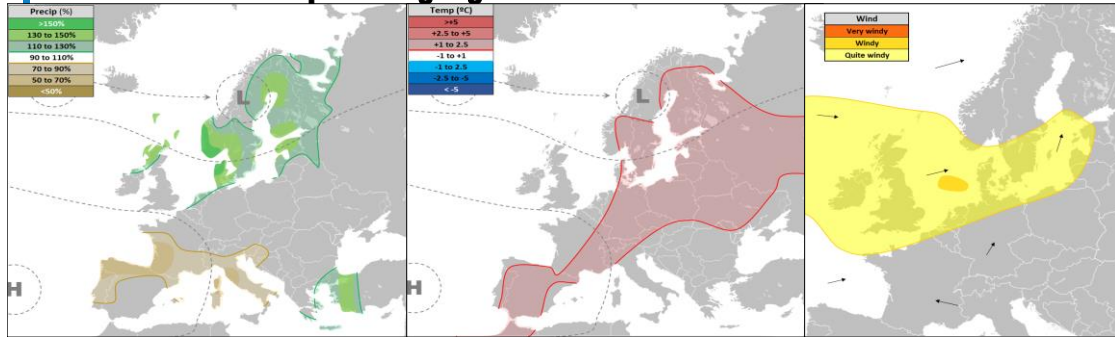 Precip (%)
>150%
130 to 150%
110 to 130%
90 to 110%
70 to 90%
50 to 70%
<50%
L
H
Temp (ºC)
>+5
+2.5 to +5
+1 to 2.5
-1 to +1
-1 to 2.5
-2.5 to -5
< -5
L
H
Wind
Very windy
Windy
Quite windy